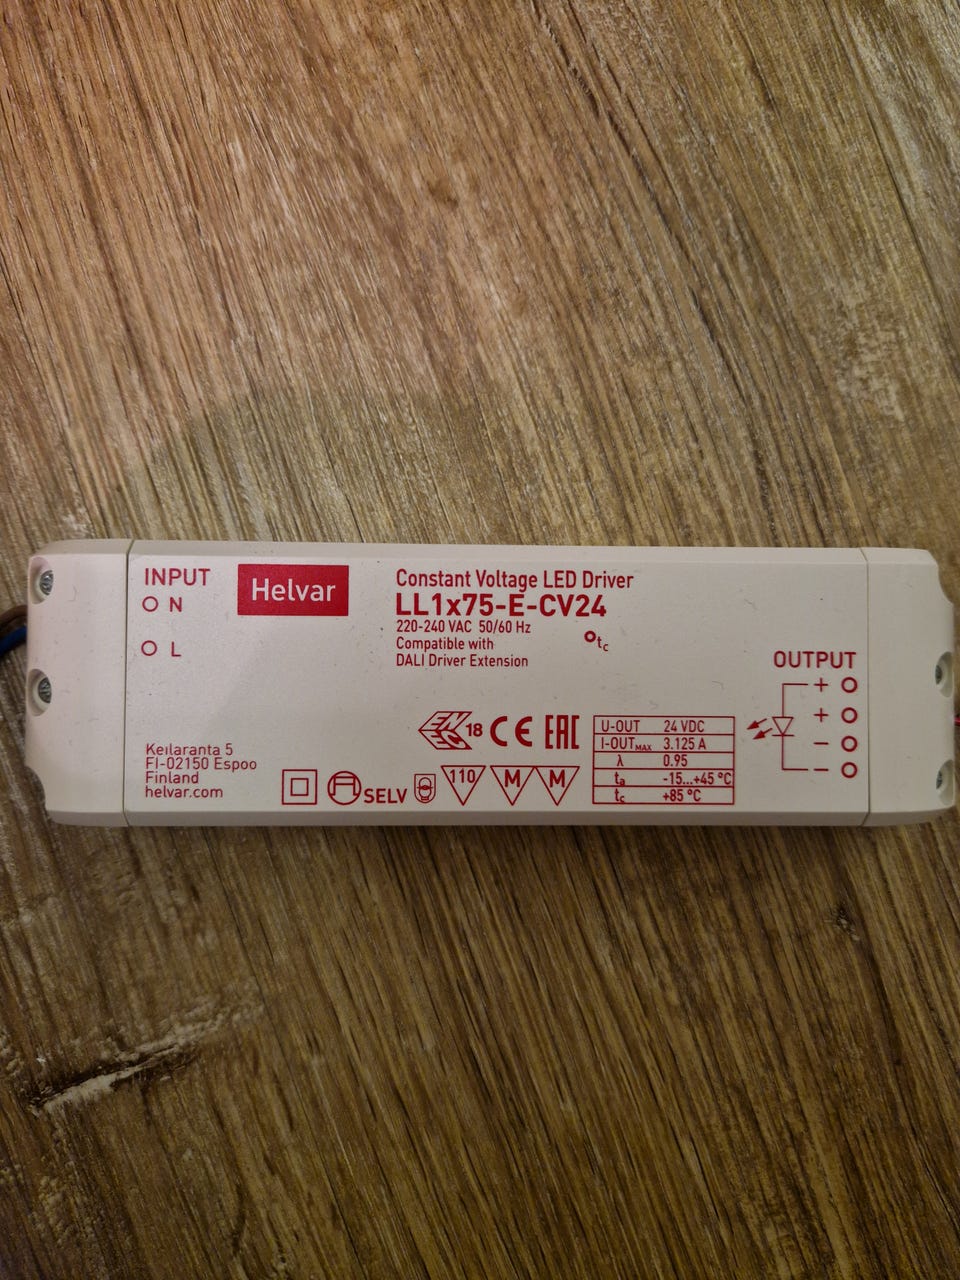 INPUT
N
L
Helvar
Constant Voltage LED Driver
LL1x75-E-CV24
220-240 VAC 50/60 Hz
Compatible with
DALI Driver Extension
tc
OUTPUT
+
+
−
−
Keilaranta 5
FI-02150 Espoo
Finland
helvar.com
ENEC 18 CE EAC
SELV 110 M M
U-OUT 24 VDC
I-OUTMAX 3.125 A
λ 0.95
ta -15...+45 °C
tc +85 °C